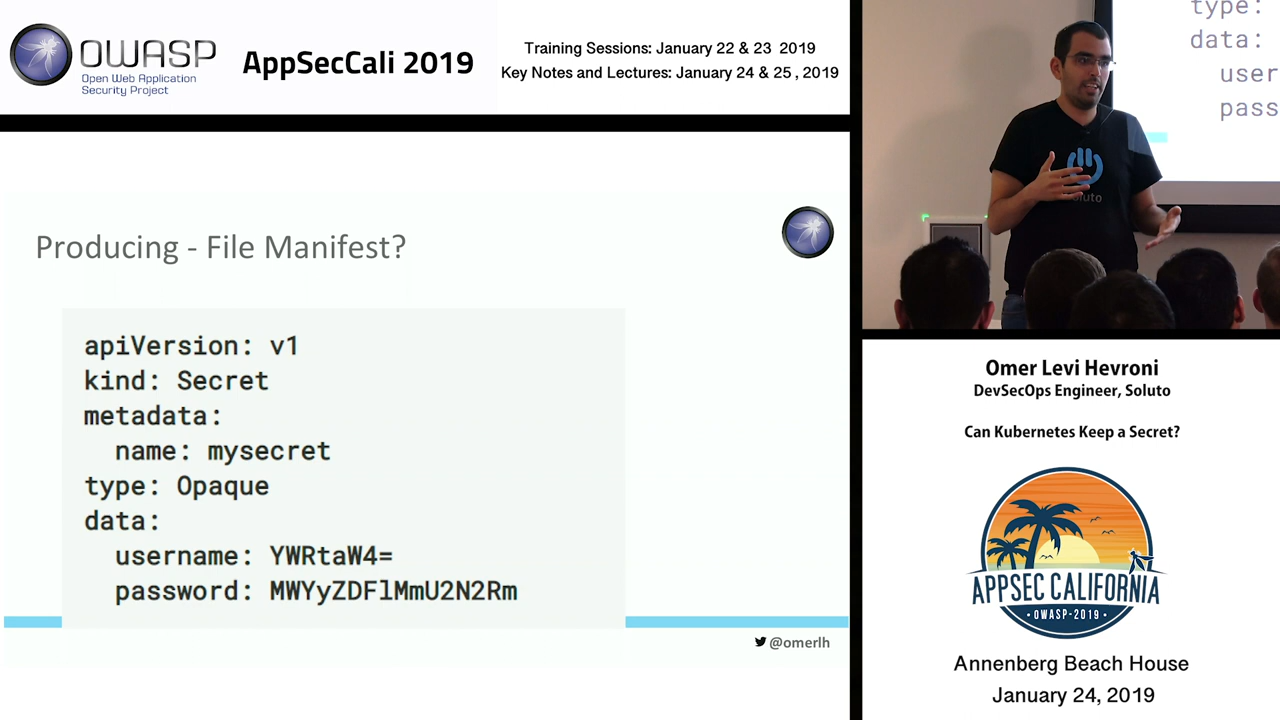 OWASP
Open Web Application
Security Project
AppSecCali 2019
Training Sessions: January 22 & 23 2019
Key Notes and Lectures: January 24 & 25, 2019
Producing - File Manifest?
apiVersion: v1
kind: Secret
metadata:
name: mysecret
type: Opaque
data:
username: YWRtaW4=
password: MWYyZDFlMmU2N2Rm
@omerlh
type:
data:
user
pass
soluto
Omer Levi Hevroni
DevSecOps Engineer, Soluto
Can Kubernetes Keep a Secret?
APPSEC CALIFORNIA
• OWASP-2019 •
Annenberg Beach House
January 24, 2019